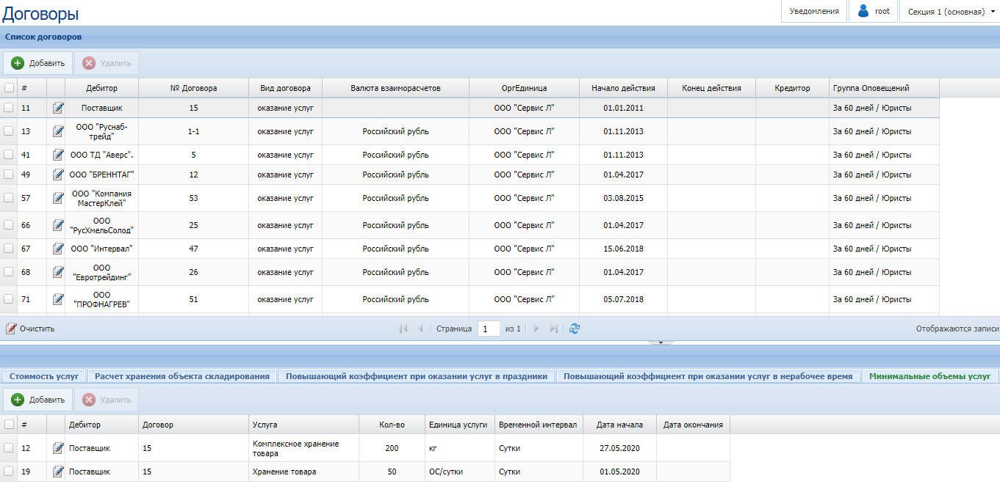 Договоры
Уведомления root Секция 1 (основная)
Список договоров
Добавить Удалить
# Дебитор № Договора Вид договора Валюта взаиморасчетов ОргЕдиница Начало действия Конец действия Кредитор Группа Оповещений
11 Поставщик 15 оказание услуг ООО "Сервис Л" 01.01.2011 За 60 дней / Юристы
13 ООО "Руснаб-
трейд" 1-1 оказание услуг Российский рубль ООО "Сервис Л" 01.11.2013 За 60 дней / Юристы
41 ООО ТД "Аверс". 5 оказание услуг Российский рубль ООО "Сервис Л" 01.11.2013 За 60 дней / Юристы
49 ООО "БРЕННТАГ" 12 оказание услуг Российский рубль ООО "Сервис Л" 01.04.2017 За 60 дней / Юристы
57 ООО "Компания
МастерКлей" 53 оказание услуг Российский рубль ООО "Сервис Л" 03.08.2015 За 60 дней / Юристы
66 ООО
"РусХмельСолод" 25 оказание услуг Российский рубль ООО "Сервис Л" 01.04.2017 За 60 дней / Юристы
67 ООО "Интервал" 47 оказание услуг Российский рубль ООО "Сервис Л" 15.06.2018 За 60 дней / Юристы
68 ООО
"Евротрейдинг" 26 оказание услуг Российский рубль ООО "Сервис Л" 01.04.2017 За 60 дней / Юристы
71 ООО
"ПРОФНАГРЕВ" 51 оказание услуг Российский рубль ООО "Сервис Л" 05.07.2018 За 60 дней / Юристы
Очистить Страница 1 из 1 Отображаются записи
Стоимость услуг Расчет хранения объекта складирования Повышающий коэффициент при оказании услуг в праздники Повышающий коэффициент при оказании услуг в нерабочее время Минимальные объемы услуг
Добавить Удалить
# Дебитор Договор Услуга Кол-во Единица услуги Временной интервал Дата начала Дата окончания
12 Поставщик 15 Комплексное хранение
товара 200 кг Сутки 27.05.2020
19 Поставщик 15 Хранение товара 50 ОС/сутки Сутки 01.05.2020